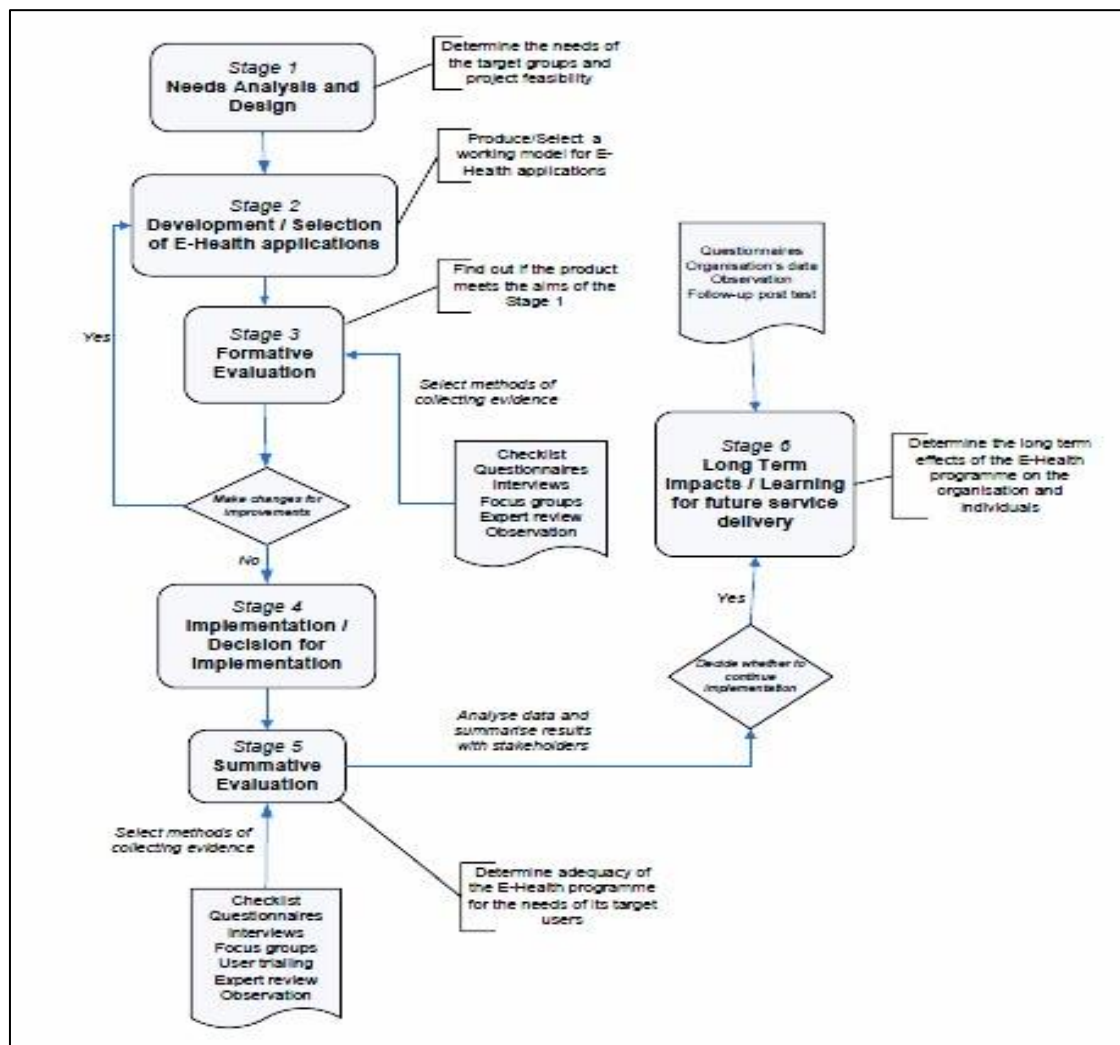 Stage 1
Needs Analysis and
Design
Determine the needs of
the target groups and
project feasibility
Produce/Select a
working model for E-
Health applications
Stage 2
Development / Selection
of E-Health applications
Find out if the product
meets the aims of the
Stage 1
Yes
Stage 3
Formative
Evaluation
Select methods of
collecting evidence
Checklist
Questionnaires
Interviews
Focus groups
Expert review
Observation
Make changes for
improvements
No
Stage 4
Implementation /
Decision for
Implementation
Stage 5
Summative
Evaluation
Analyse data and
summarise results
with stakeholders
Select methods of
collecting evidence
Checklist
Questionnaires
Interviews
Focus groups
User trialling
Expert review
Observation
Determine adequacy of
the E-Health programme
for the needs of its target
users
Decide whether to
continue
implementation
Yes
Questionnaires
Organisation's data
Observation
Follow-up post test
Stage 6
Long Term
Impacts / Learning
for future service
delivery
Determine the long term
effects of the E-Health
programme on the
organisation and
individuals